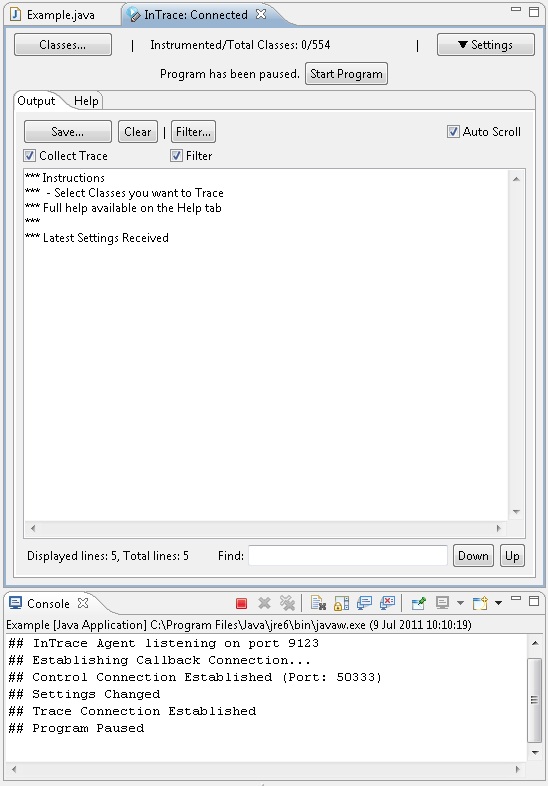 Example.java InTrace: Connected
Classes... | Instrumented/Total Classes: 0/554 | ▼ Settings
Program has been paused. Start Program
Output Help
Save... Clear | Filter... Auto Scroll
Collect Trace Filter
*** Instructions
***  - Select Classes you want to Trace
*** Full help available on the Help tab
***
*** Latest Settings Received
Displayed lines: 5, Total lines: 5 Find: Down Up
Console
Example [Java Application] C:\Program Files\Java\jre6\bin\javaw.exe (9 Jul 2011 10:10:19)
## InTrace Agent listening on port 9123
## Establishing Callback Connection...
## Control Connection Established (Port: 50333)
## Settings Changed
## Trace Connection Established
## Program Paused